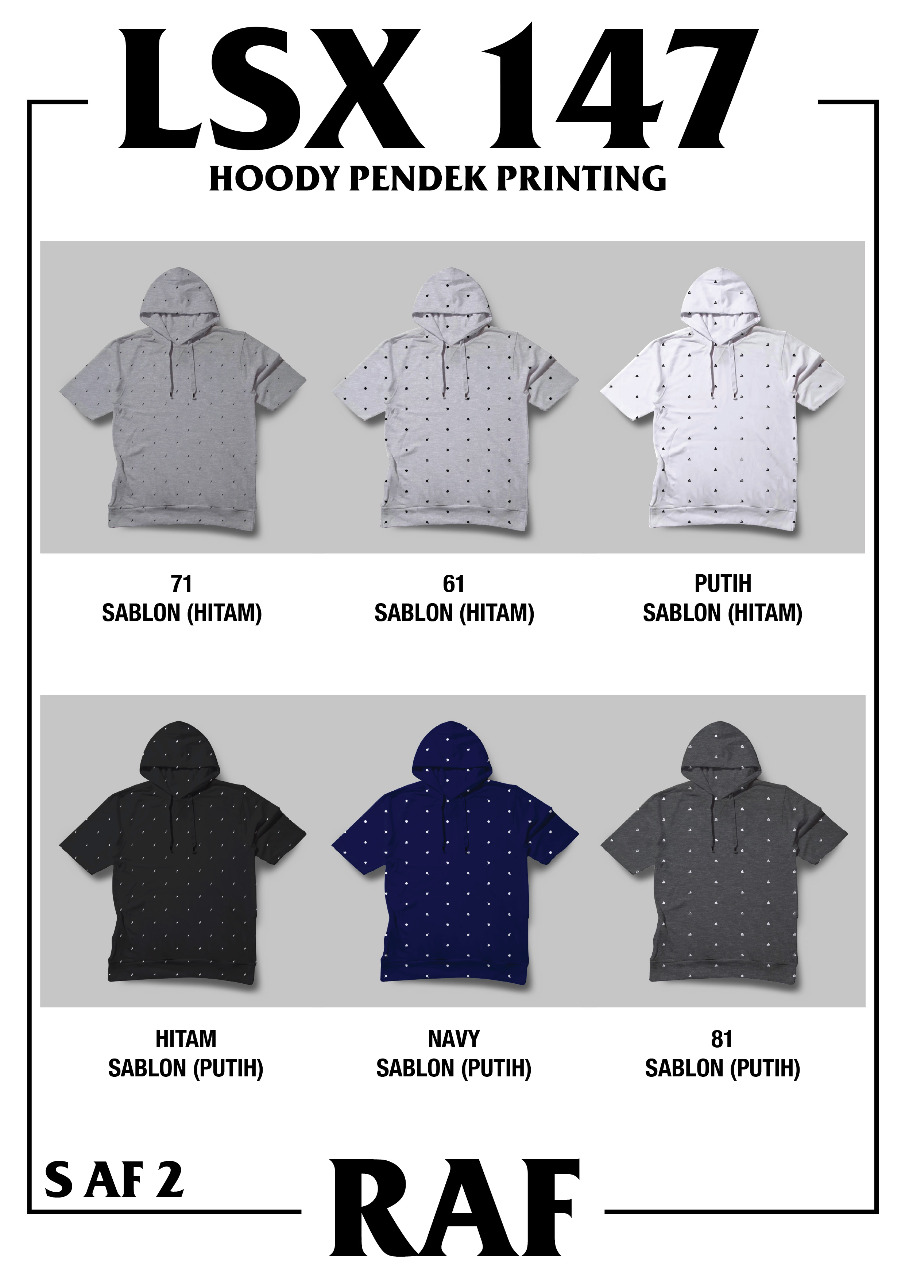 LSX 147
HOODY PENDEK PRINTING
71
SABLON (HITAM)
61
SABLON (HITAM)
PUTIH
SABLON (HITAM)
HITAM
SABLON (PUTIH)
NAVY
SABLON (PUTIH)
81
SABLON (PUTIH)
S AF 2
RAF